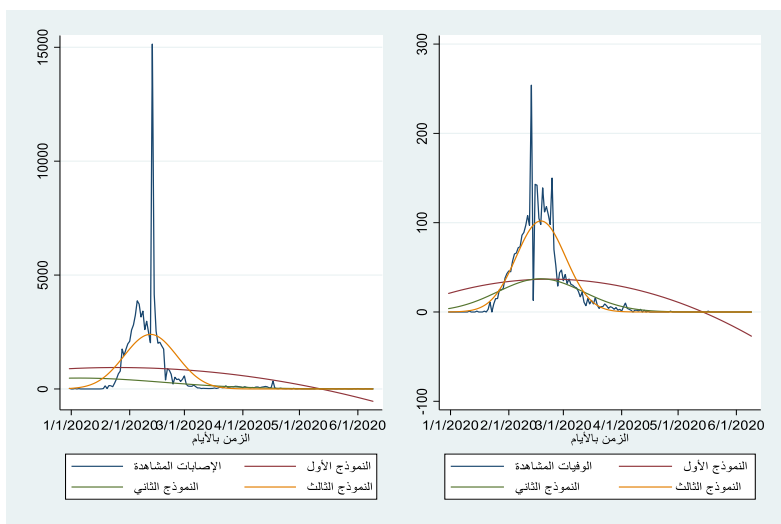 15000
10000
5000
0
1/1/2020 2/1/2020 3/1/2020 4/1/2020 5/1/2020 6/1/2020
الزمن بالأيام
الإصابات المشاهدة النموذج الأول
النموذج الثاني النموذج الثالث
300
200
100
0
-100
1/1/2020 2/1/2020 3/1/2020 4/1/2020 5/1/2020 6/1/2020
الزمن بالأيام
الوفيات المشاهدة النموذج الأول
النموذج الثاني النموذج الثالث